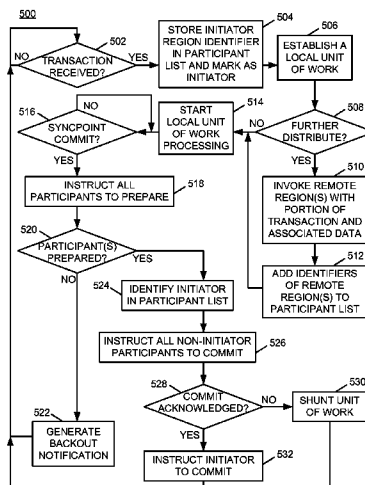 500
502
NO
TRANSACTION
RECEIVED?
YES
504
STORE INITIATOR
REGION IDENTIFIER
IN PARTICIPANT
LIST AND MARK AS
INITIATOR
506
ESTABLISH A
LOCAL UNIT OF
WORK
508
FURTHER
DISTRIBUTE?
NO
YES
510
INVOKE REMOTE
REGION(S) WITH
PORTION OF
TRANSACTION AND
ASSOCIATED DATA
512
ADD IDENTIFIERS
OF REMOTE
REGION(S) TO
PARTICIPANT LIST
514
START
LOCAL UNIT
OF WORK
PROCESSING
516
NO
SYNCPOINT
COMMIT?
YES
518
INSTRUCT ALL
PARTICIPANTS TO PREPARE
520
PARTICIPANT(S)
PREPARED?
YES
NO
522
GENERATE
BACKOUT
NOTIFICATION
524
IDENTIFY INITIATOR
IN PARTICIPANT LIST
526
INSTRUCT ALL NON-INITIATOR
PARTICIPANTS TO COMMIT
528
COMMIT
ACKNOWLEDGED?
NO
YES
530
SHUNT UNIT
OF WORK
532
INSTRUCT INITIATOR
TO COMMIT